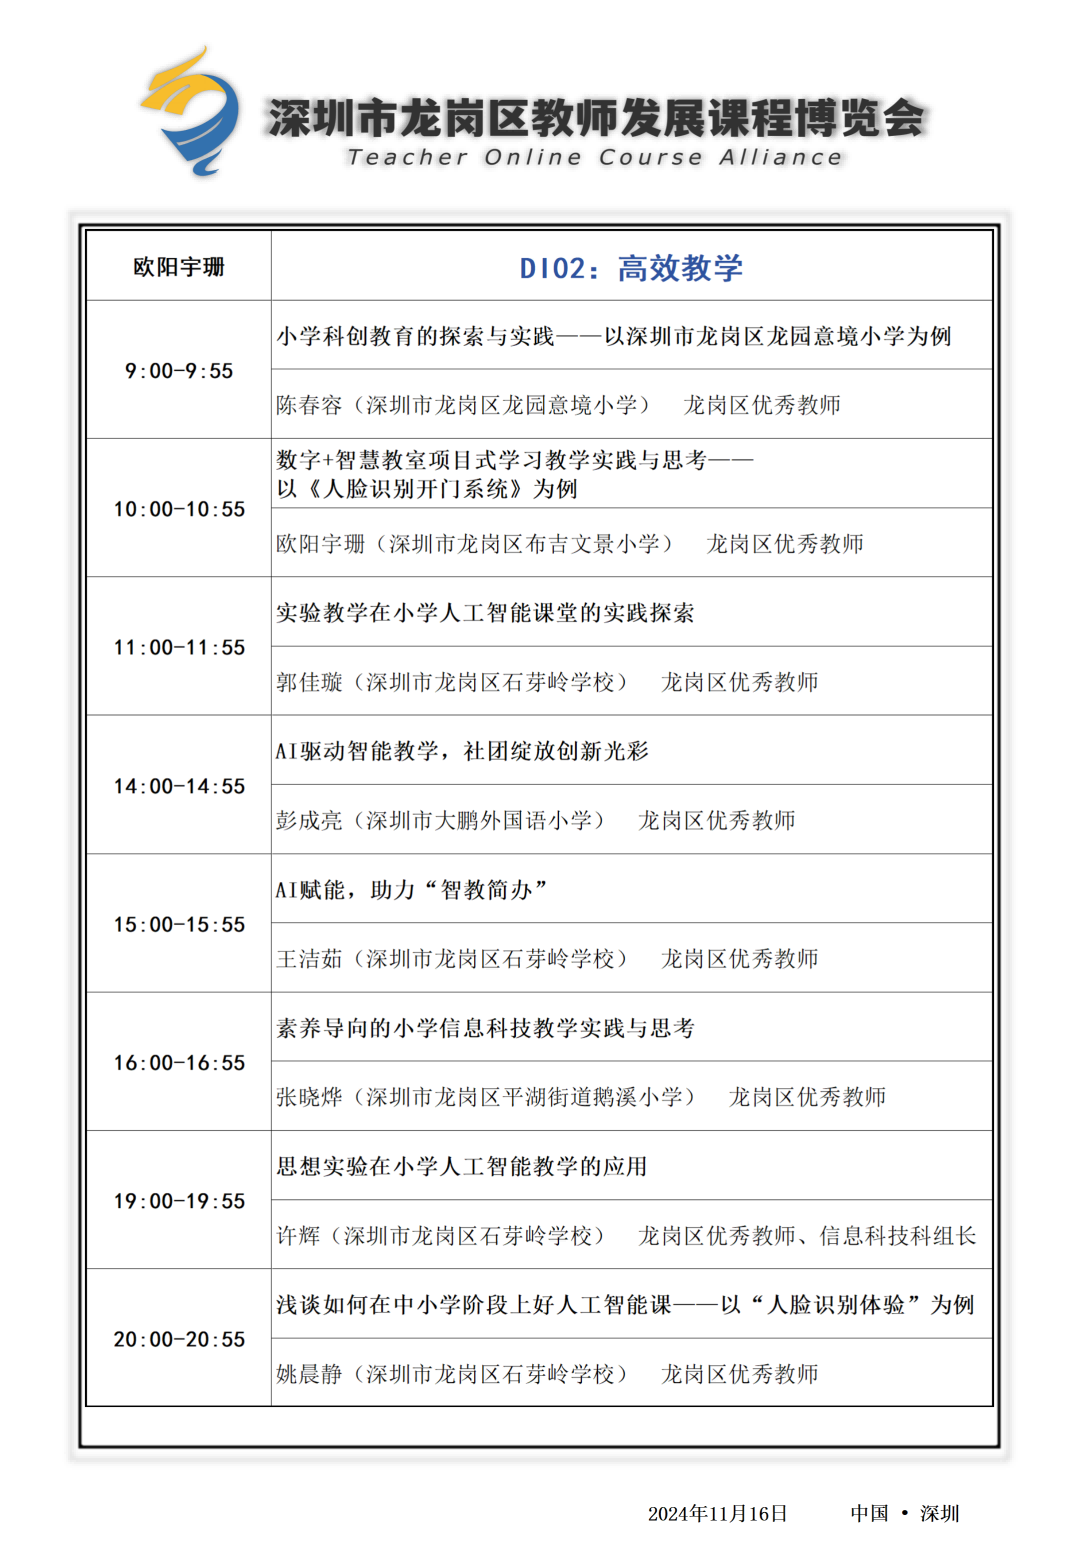 深圳市龙岗区教师发展课程博览会
Teacher Online Course Alliance
欧阳宇珊
DI02：高效教学
9:00-9:55
小学科创教育的探索与实践——以深圳市龙岗区龙园意境小学为例
陈春容（深圳市龙岗区龙园意境小学） 龙岗区优秀教师
10:00-10:55
数字+智慧教室项目式学习教学实践与思考——
以《人脸识别开门系统》为例
欧阳宇珊（深圳市龙岗区布吉文景小学） 龙岗区优秀教师
11:00-11:55
实验教学在小学人工智能课堂的实践探索
郭佳璇（深圳市龙岗区石芽岭学校） 龙岗区优秀教师
14:00-14:55
AI驱动智能教学，社团绽放创新光彩
彭成亮（深圳市大鹏外国语小学） 龙岗区优秀教师
15:00-15:55
AI赋能，助力“智教简办”
王洁茹（深圳市龙岗区石芽岭学校） 龙岗区优秀教师
16:00-16:55
素养导向的小学信息科技教学实践与思考
张晓烨（深圳市龙岗区平湖街道鹅溪小学） 龙岗区优秀教师
19:00-19:55
思想实验在小学人工智能教学的应用
许辉（深圳市龙岗区石芽岭学校） 龙岗区优秀教师、信息科技科组长
20:00-20:55
浅谈如何在中小学阶段上好人工智能课——以“人脸识别体验”为例
姚晨静（深圳市龙岗区石芽岭学校） 龙岗区优秀教师
2024年11月16日 中国 • 深圳